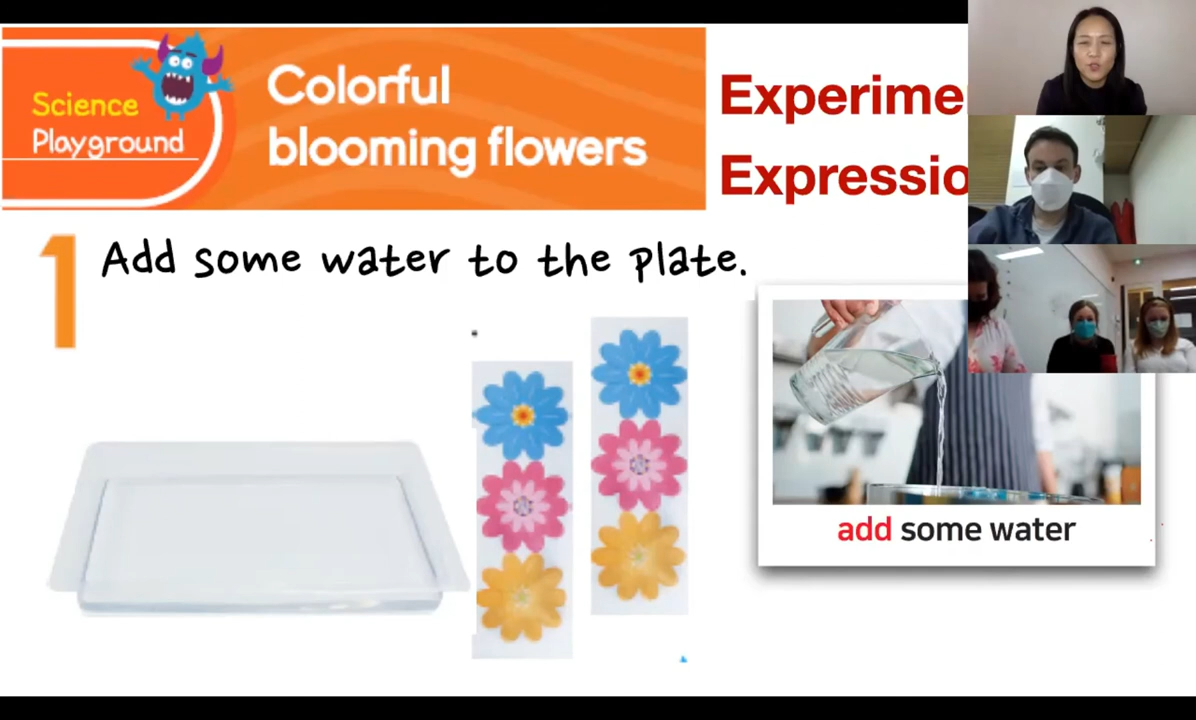 Science
Playground
Colorful
blooming flowers
Experime
Expressio
1
Add some water to the plate.
add some water